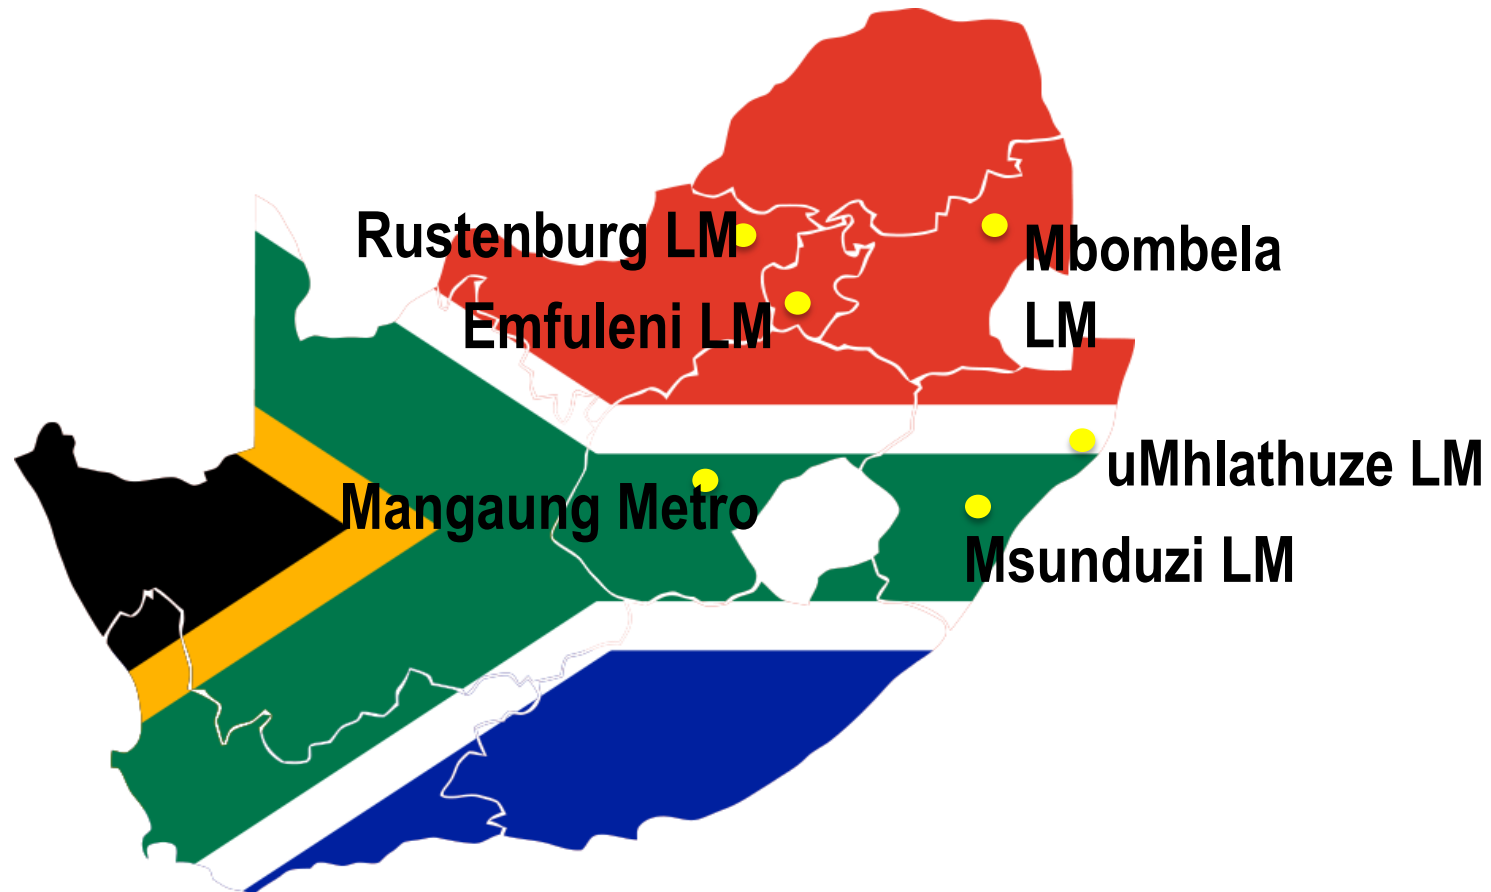 Rustenburg LM
Mbombela
LM
Emfuleni LM
uMhlathuze LM
Mangaung Metro
Msunduzi LM